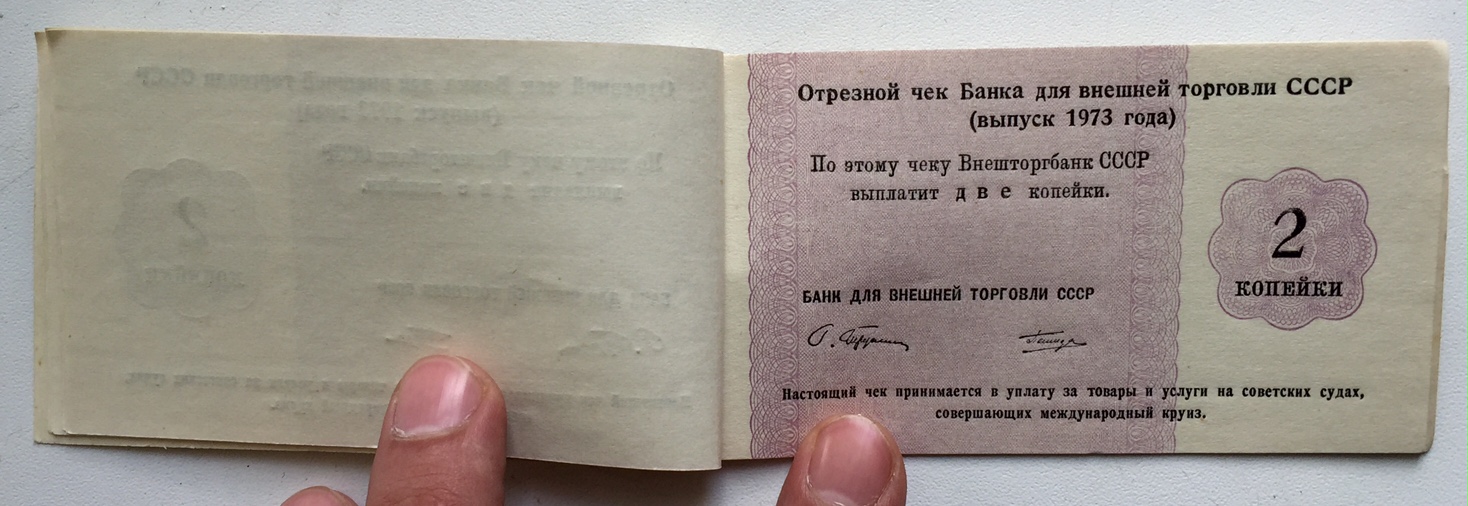 Отрезной чек Банка для внешней торговли СССР
(выпуск 1973 года)
По этому чеку Внешторгбанк СССР
выплатит две копейки.
2
КОПЕЙКИ
БАНК ДЛЯ ВНЕШНЕЙ ТОРГОВЛИ СССР
Настоящий чек принимается в уплату за товары и услуги на советских судах,
совершающих международный круиз.